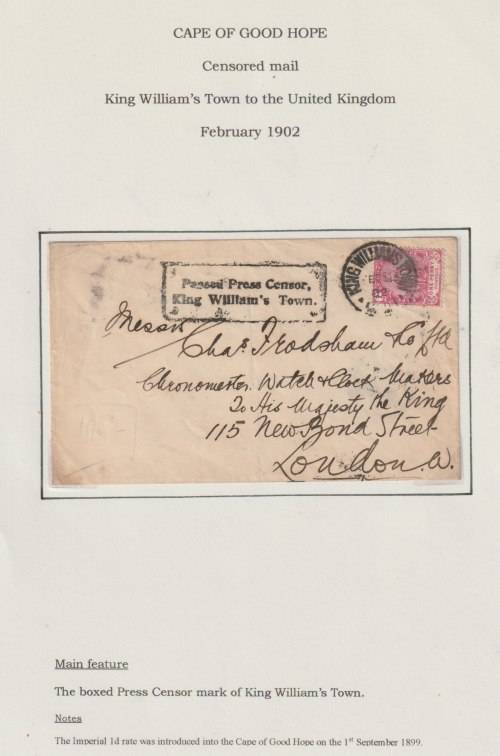 CAPE OF GOOD HOPE
Censored mail
King William's Town to the United Kingdom
February 1902
Passed Press Censor,
King William's Town.
KING WILLIAMS TOWN
Messrs
Chas. Frodsham & Co Ltd
Chronometer, Watch & Clock Makers
To His Majesty the King
115 New Bond Street
London. W.
Main feature
The boxed Press Censor mark of King William's Town.
Notes
The Imperial 1d rate was introduced into the Cape of Good Hope on the 1st September 1899.